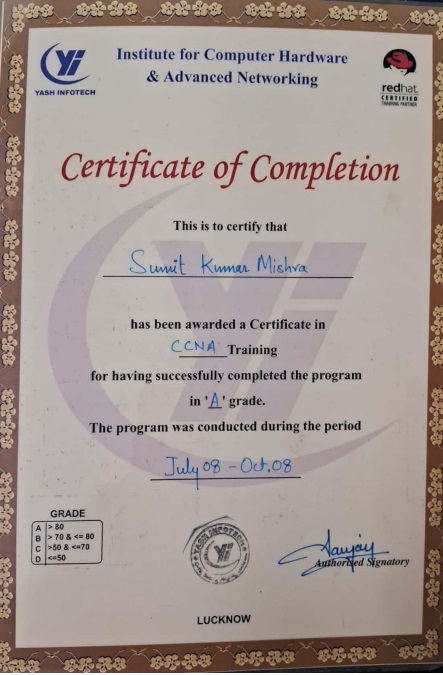 YASH INFOTECH
Institute for Computer Hardware
& Advanced Networking
redhat.
CERTIFIED
TRAINING PARTNER
Certificate of Completion
This is to certify that
Sumit Kumar Mishra
has been awarded a Certificate in
CCNA Training
for having successfully completed the program
in 'A' grade.
The program was conducted during the period
July 08 - Oct. 08
GRADE
A > 80
B > 70 & <= 80
C >50 & <=70
D <=50
YASH INFOTECH
Sanjay
Authorised Signatory
LUCKNOW